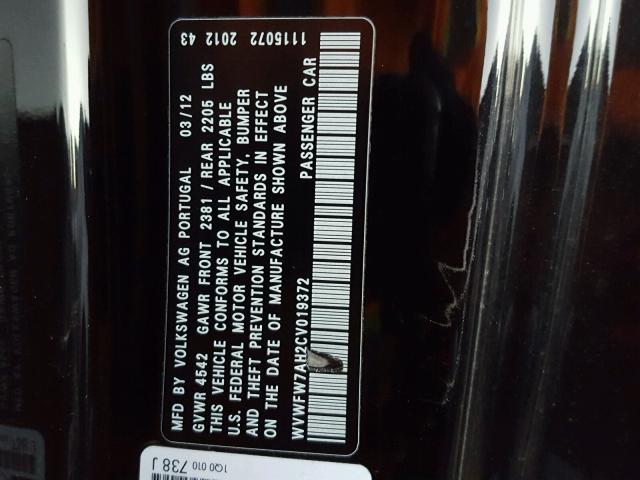 MFD BY VOLKSWAGEN AG PORTUGAL 03/12 1115072 2012 43
GVWR 4542 GAWR FRONT 2381 / REAR 2205 LBS
THIS VEHICLE CONFORMS TO ALL APPLICABLE
U.S. FEDERAL MOTOR VEHICLE SAFETY, BUMPER
AND THEFT PREVENTION STANDARDS IN EFFECT
ON THE DATE OF MANUFACTURE SHOWN ABOVE
WVWFW7AH2CV019372 PASSENGER CAR
1Q0 010 738 J